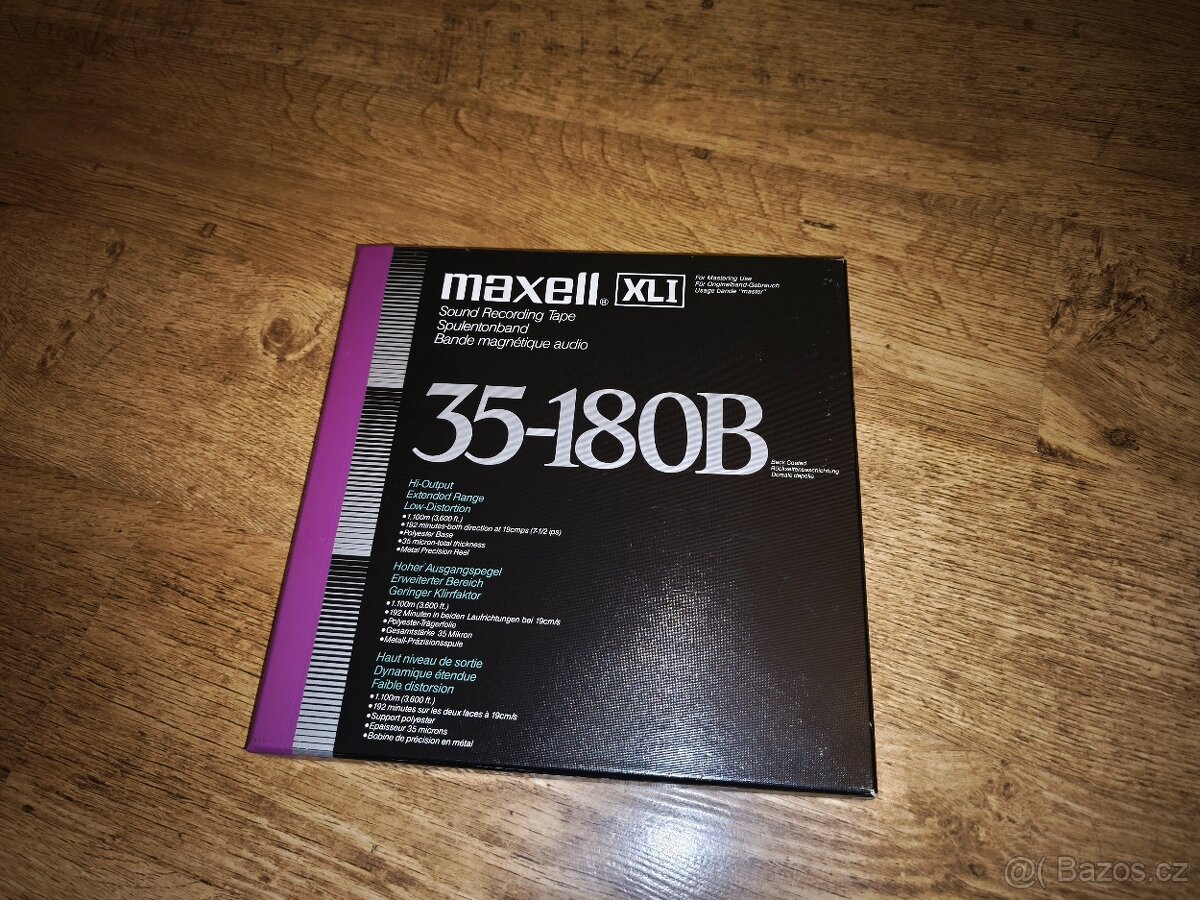 maxell® XLI
For Mastering Use
Für Originalband-Gebrauch
Usage bande "master"
Sound Recording Tape
Spulentonband
Bande magnétique audio
35-180B
Back Coated
Rückseitenbeschichtung
Dorsale dépolie
Hi-Output
Extended Range
Low-Distortion
•1,100m (3,600 ft.)
•192 minutes-both direction at 19cmps (7-1/2 ips)
•Polyester Base
•35 micron-total thickness
•Metal Precision Reel
Hoher Ausgangspegel
Erweiterter Bereich
Geringer Klirrfaktor
•1.100m (3.600 ft.)
•192 Minuten in beiden Laufrichtungen bei 19cm/s
•Polyester-Trägerfolie
•Gesamtstärke 35 Mikron
•Metall-Präzisionsspule
Haut niveau de sortie
Dynamique étendue
Faible distorsion
•1.100m (3.600 ft.)
•192 minutes sur les deux faces à 19cm/s
•Support polyester
•Epaisseur 35 microns
•Bobine de précision en métal
@( Bazos.cz